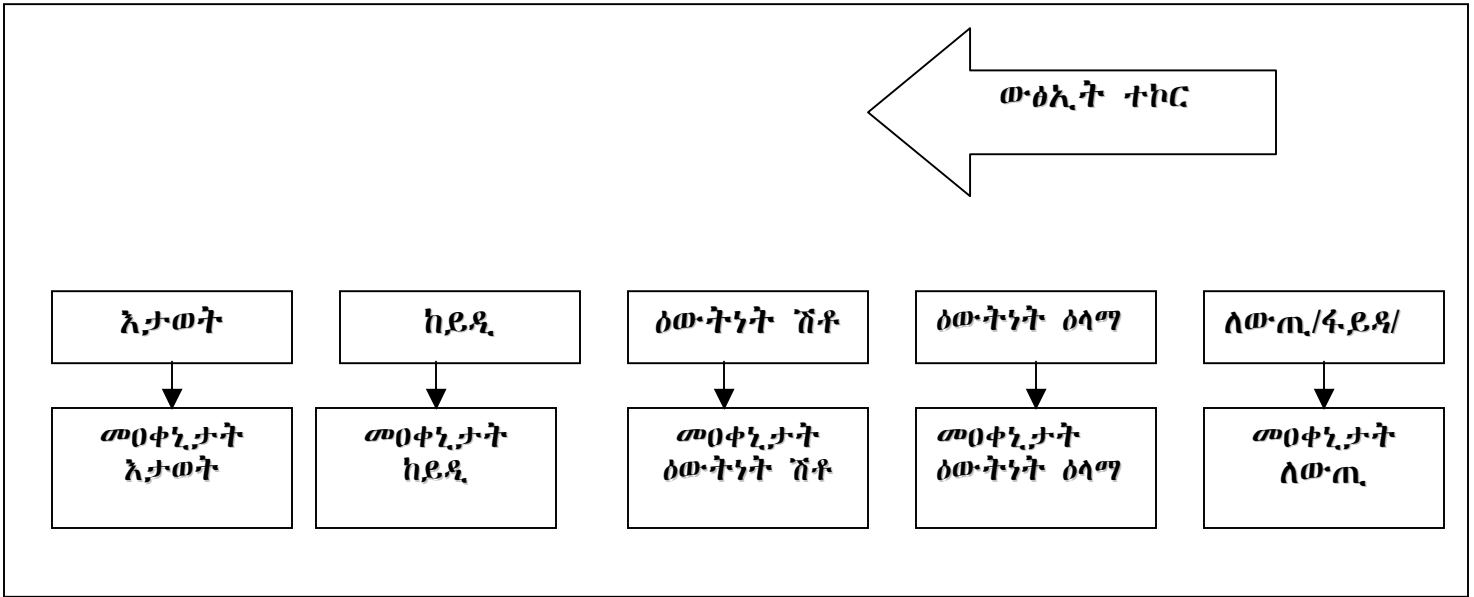 ውፅኢት ተኮር
እታወት
ከይዲ
ዕውትነት ሽቶ
ዕውትነት ዕላማ
ለውጢ/ፋይዳ/
መዐቀኒታት
እታወት
መዐቀኒታት
ከይዲ
መዐቀኒታት
ዕውትነት ሽቶ
መዐቀኒታት
ዕውትነት ዕላማ
መዐቀኒታት
ለውጢ